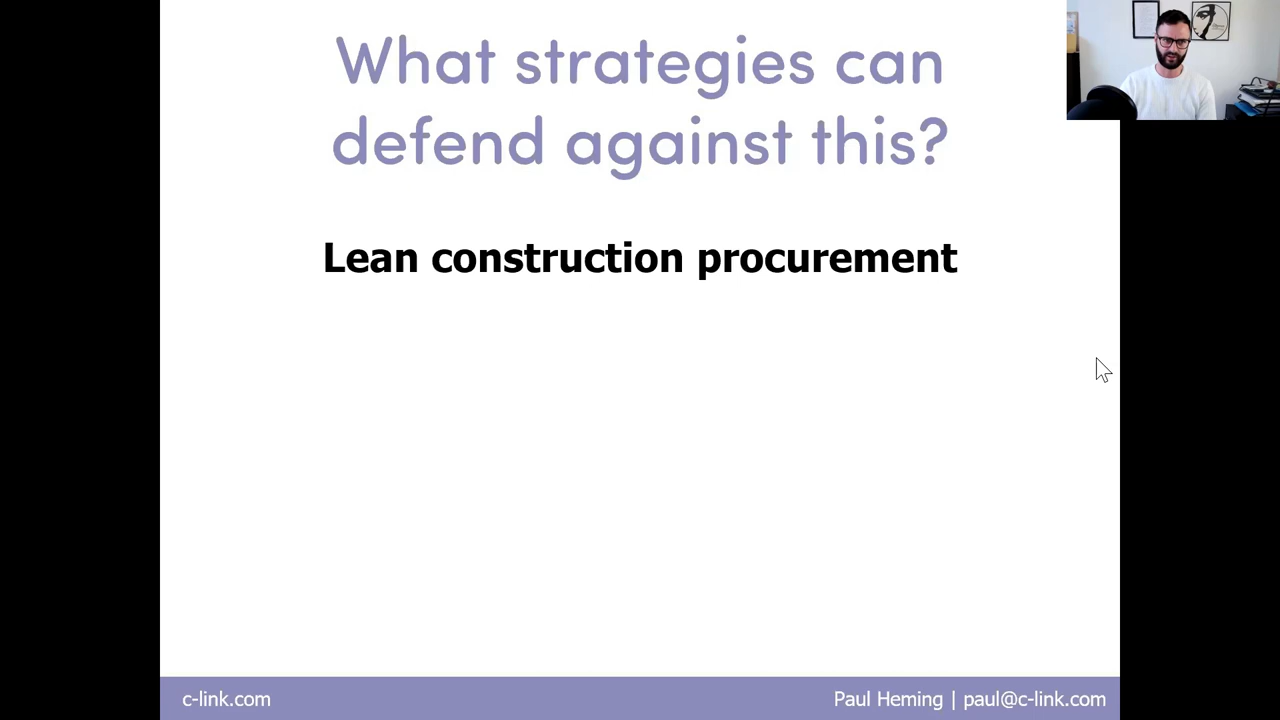 What strategies can
defend against this?
Lean construction procurement
c-link.com
Paul Heming | paul@c-link.com